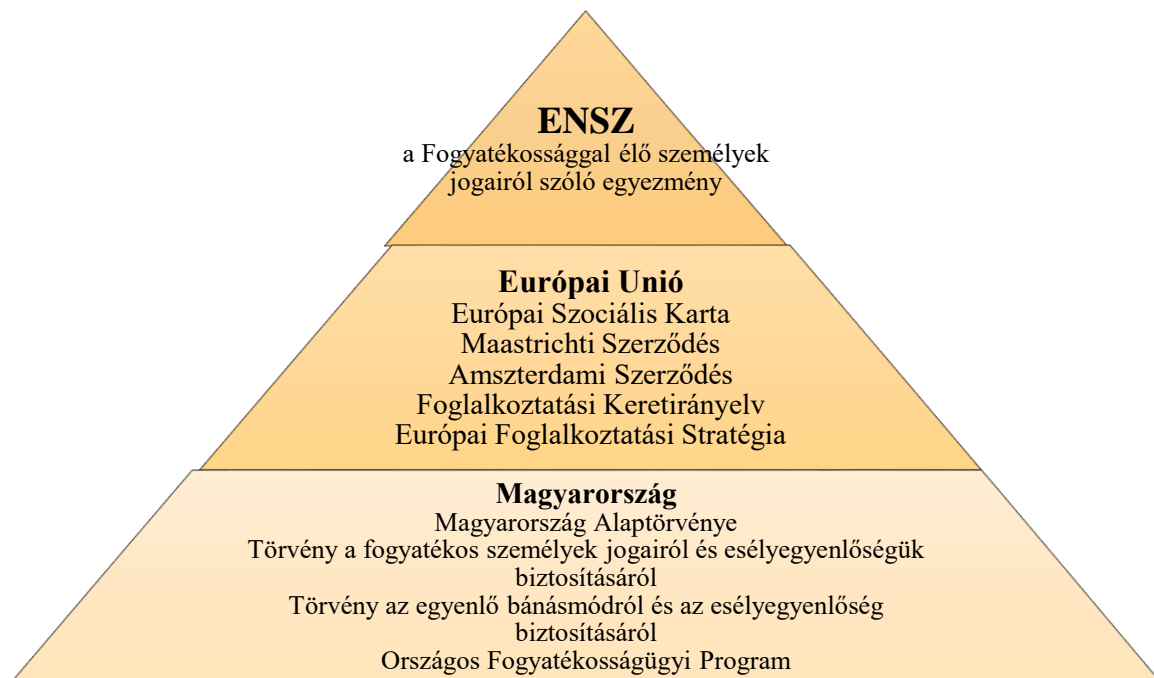 ENSZ
a Fogyatékossággal élő személyek
jogairól szóló egyezmény
Európai Unió
Európai Szociális Karta
Maastrichti Szerződés
Amszterdami Szerződés
Foglalkoztatási Keretirányelv
Európai Foglalkoztatási Stratégia
Magyarország
Magyarország Alaptörvénye
Törvény a fogyatékos személyek jogairól és esélyegyenlőségük
biztosításáról
Törvény az egyenlő bánásmódról és az esélyegyenlőség
biztosításáról
Országos Fogyatékosságügyi Program